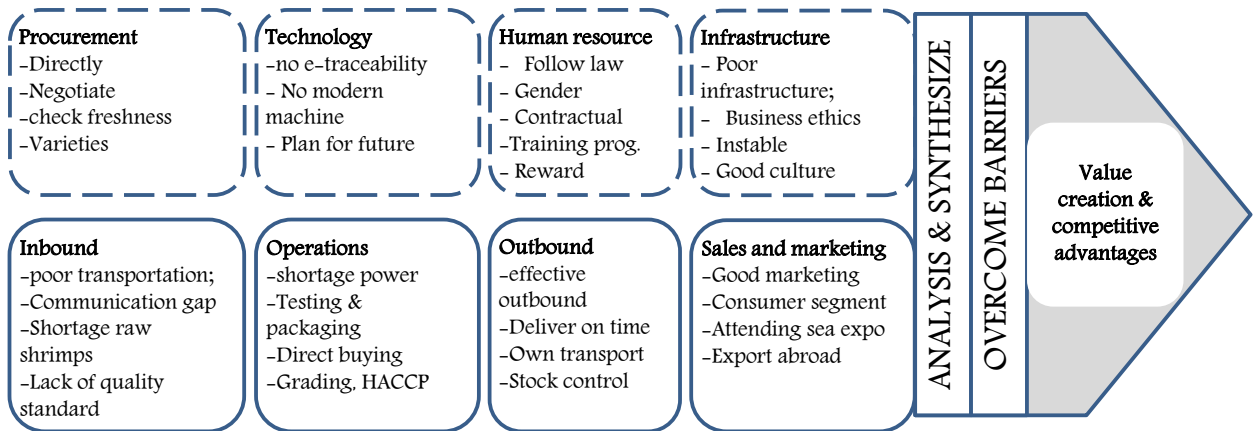 Procurement
-Directly
-Negotiate
-check freshness
-Varieties
Technology
-no e-traceability
- No modern
machine
- Plan for future
Human resource
- Follow law
- Gender
- Contractual
-Training prog.
- Reward
Infrastructure
- Poor
infrastructure;
- Business ethics
- Instable
- Good culture
Inbound
-poor transportation;
-Communication gap
-Shortage raw
shrimps
-Lack of quality
standard
Operations
-shortage power
-Testing &
packaging
-Direct buying
-Grading, HACCP
Outbound
-effective
outbound
-Deliver on time
-Own transport
-Stock control
Sales and marketing
-Good marketing
-Consumer segment
-Attending sea expo
-Export abroad
ANALYSIS & SYNTHESIZE
OVERCOME BARRIERS
Value
creation &
competitive
advantages